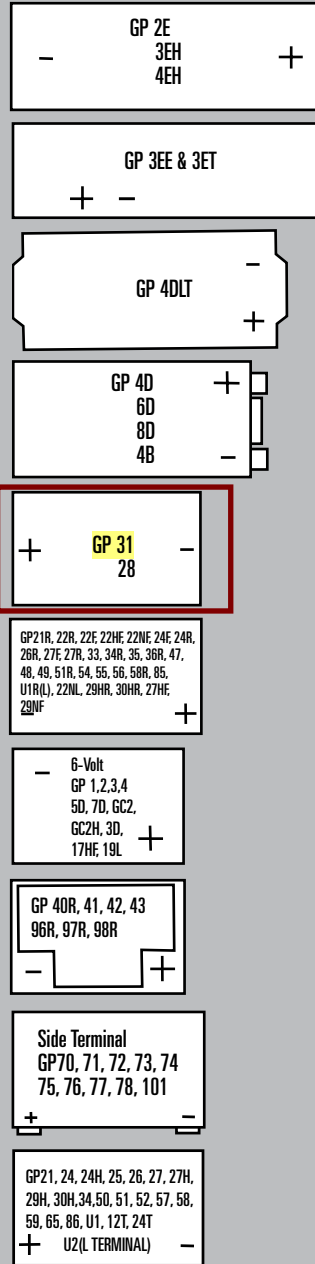 GP 2E
3EH
4EH
- +
GP 3EE & 3ET
+ -
-
GP 4DLT
+
GP 4D +
6D
8D
4B -
+ GP 31 -
28
GP21R, 22R, 22F, 22HF, 22NF, 24F, 24R,
26R, 27F, 27R, 33, 34R, 35, 36R, 47,
48, 49, 51R, 54, 55, 56, 58R, 85,
U1R(L), 22NL, 29HR, 30HR, 27HF,
29NF
- +
- 6-Volt
GP 1,2,3,4
5D, 7D, GC2,
GC2H, 3D, +
17HF, 19L
GP 40R, 41, 42, 43
96R, 97R, 98R
- +
Side Terminal
GP70, 71, 72, 73, 74
75, 76, 77, 78, 101
+ -
GP21, 24, 24H, 25, 26, 27, 27H,
29H, 30H,34,50, 51, 52, 57, 58,
59, 65, 86, U1, 12T, 24T
+ U2(L TERMINAL) -